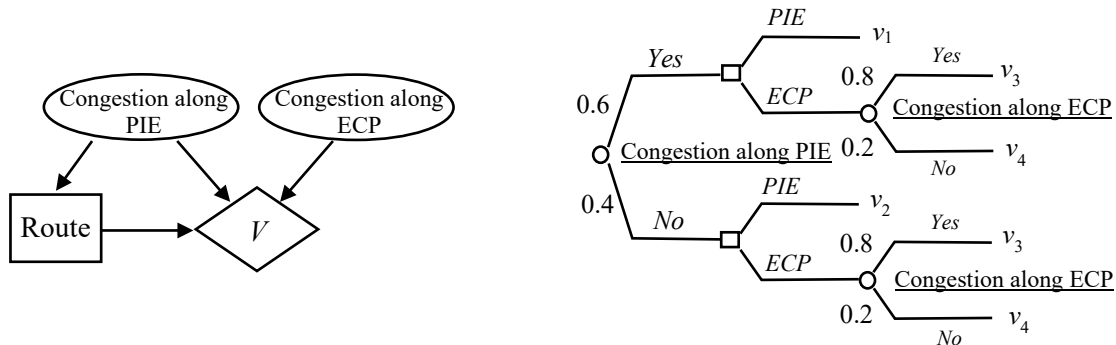 Congestion along
PIE
Congestion along
ECP
Route
V
PIE
v1
Yes
Yes
0.8
v3
ECP
0.6
Congestion along ECP
0.2
v4
No
Congestion along PIE
PIE
0.4
v2
No
Yes
0.8
v3
ECP
Congestion along ECP
0.2
v4
No